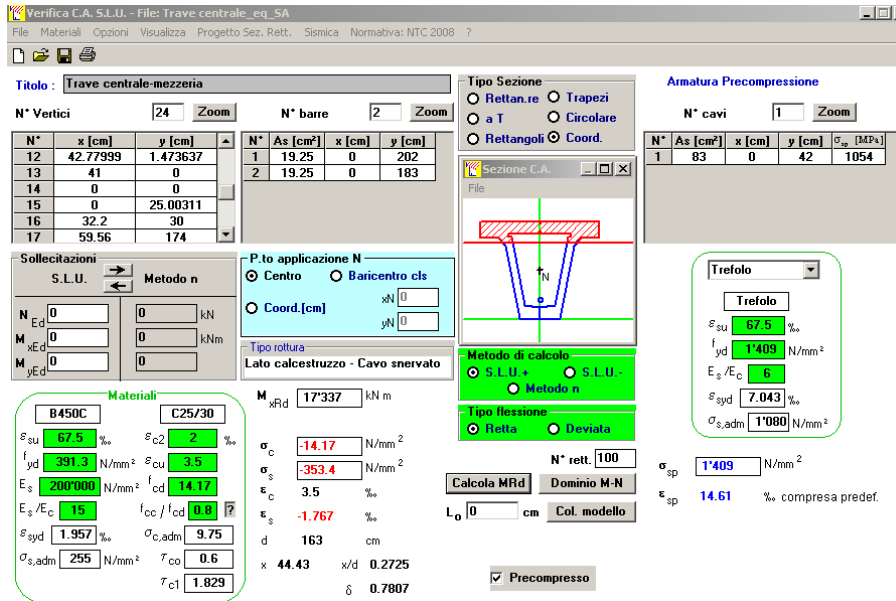 Verifica C.A. S.L.U. - File: Trave centrale_eq_SA
File Materiali Opzioni Visualizza Progetto Sez. Rett. Sismica Normativa: NTC 2008 ?
Titolo : Trave centrale-mezzeria
N° Vertici 24 Zoom N° barre 2 Zoom
N° x [cm] y [cm]
12 42.77999 1.473637
13 41 0
14 0 0
15 0 25.00311
16 32.2 30
17 59.56 174
N° As [cm²] x [cm] y [cm]
1 19.25 0 202
2 19.25 0 183
Tipo Sezione
Rettan.re Trapezi
a T Circolare
Rettangoli Coord.
Sezione C.A.
File
N
Armatura Precompressione
N° cavi 1 Zoom
N° As [cm²] x [cm] y [cm] σsp [MPa]
1 83 0 42 1054
Sollecitazioni
S.L.U. Metodo n
N Ed 0 0 kN
M xEd 0 0 kNm
M yEd 0 0
P.to applicazione N
Centro Baricentro cls
Coord.[cm] xN 0
yN 0
Tipo rottura
Lato calcestruzzo - Cavo snervato
Metodo di calcolo
S.L.U.+ S.L.U.-
Metodo n
Tipo flessione
Retta Deviata
N° rett. 100
Calcola MRd Dominio M-N
L₀ 0 cm Col. modello
Precompresso
Materiali
B450C C25/30
εsu 67.5 ‰ εc2 2 ‰
fyd 391.3 N/mm² εcu 3.5
Es 200'000 N/mm² fcd 14.17
Es/Ec 15 fcc / fcd 0.8 ?
εsyd 1.957 ‰ σc,adm 9.75
σs,adm 255 N/mm² τco 0.6
τc1 1.829
M xRd 17'337 kN m
σc -14.17 N/mm²
σs -353.4 N/mm²
εc 3.5 ‰
εs -1.767 ‰
d 163 cm
x 44.43 x/d 0.2725
δ 0.7807
Trefolo
Trefolo
εsu 67.5 ‰
fyd 1'409 N/mm²
Es/Ec 6
εsyd 7.043 ‰
σs,adm 1'080 N/mm²
σsp 1'409 N/mm²
εsp 14.61 ‰ compresa predef.